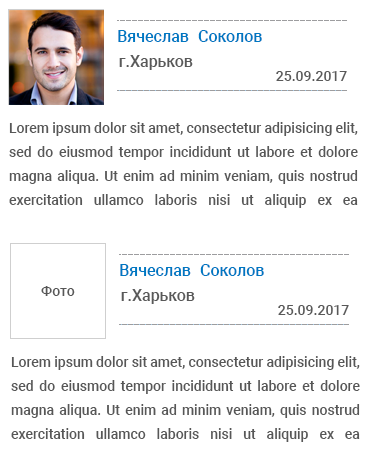 Вячеслав Соколов
г.Харьков
25.09.2017
Lorem ipsum dolor sit amet, consectetur adipisicing elit,
sed do eiusmod tempor incididunt ut labore et dolore
magna aliqua. Ut enim ad minim veniam, quis nostrud
exercitation ullamco laboris nisi ut aliquip ex ea
Фото
Вячеслав Соколов
г.Харьков
25.09.2017
Lorem ipsum dolor sit amet, consectetur adipisicing elit,
sed do eiusmod tempor incididunt ut labore et dolore
magna aliqua. Ut enim ad minim veniam, quis nostrud
exercitation ullamco laboris nisi ut aliquip ex ea